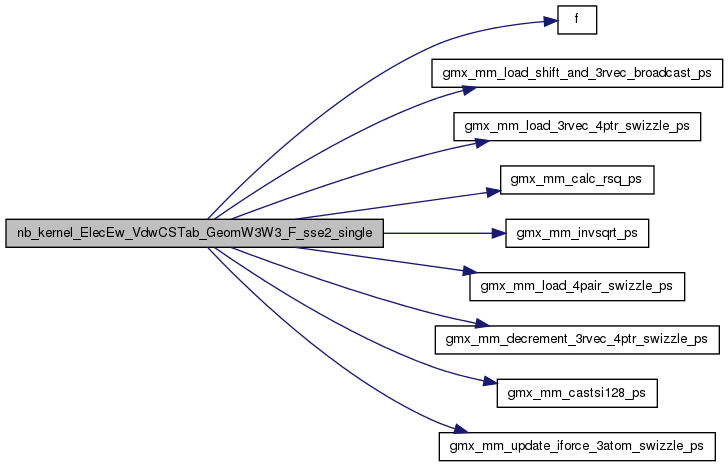 f
gmx_mm_load_shift_and_3rvec_broadcast_ps
gmx_mm_load_3rvec_4ptr_swizzle_ps
gmx_mm_calc_rsq_ps
nb_kernel_ElecEw_VdwCSTab_GeomW3W3_F_sse2_single
gmx_mm_invsqrt_ps
gmx_mm_load_4pair_swizzle_ps
gmx_mm_decrement_3rvec_4ptr_swizzle_ps
gmx_mm_castsi128_ps
gmx_mm_update_iforce_3atom_swizzle_ps